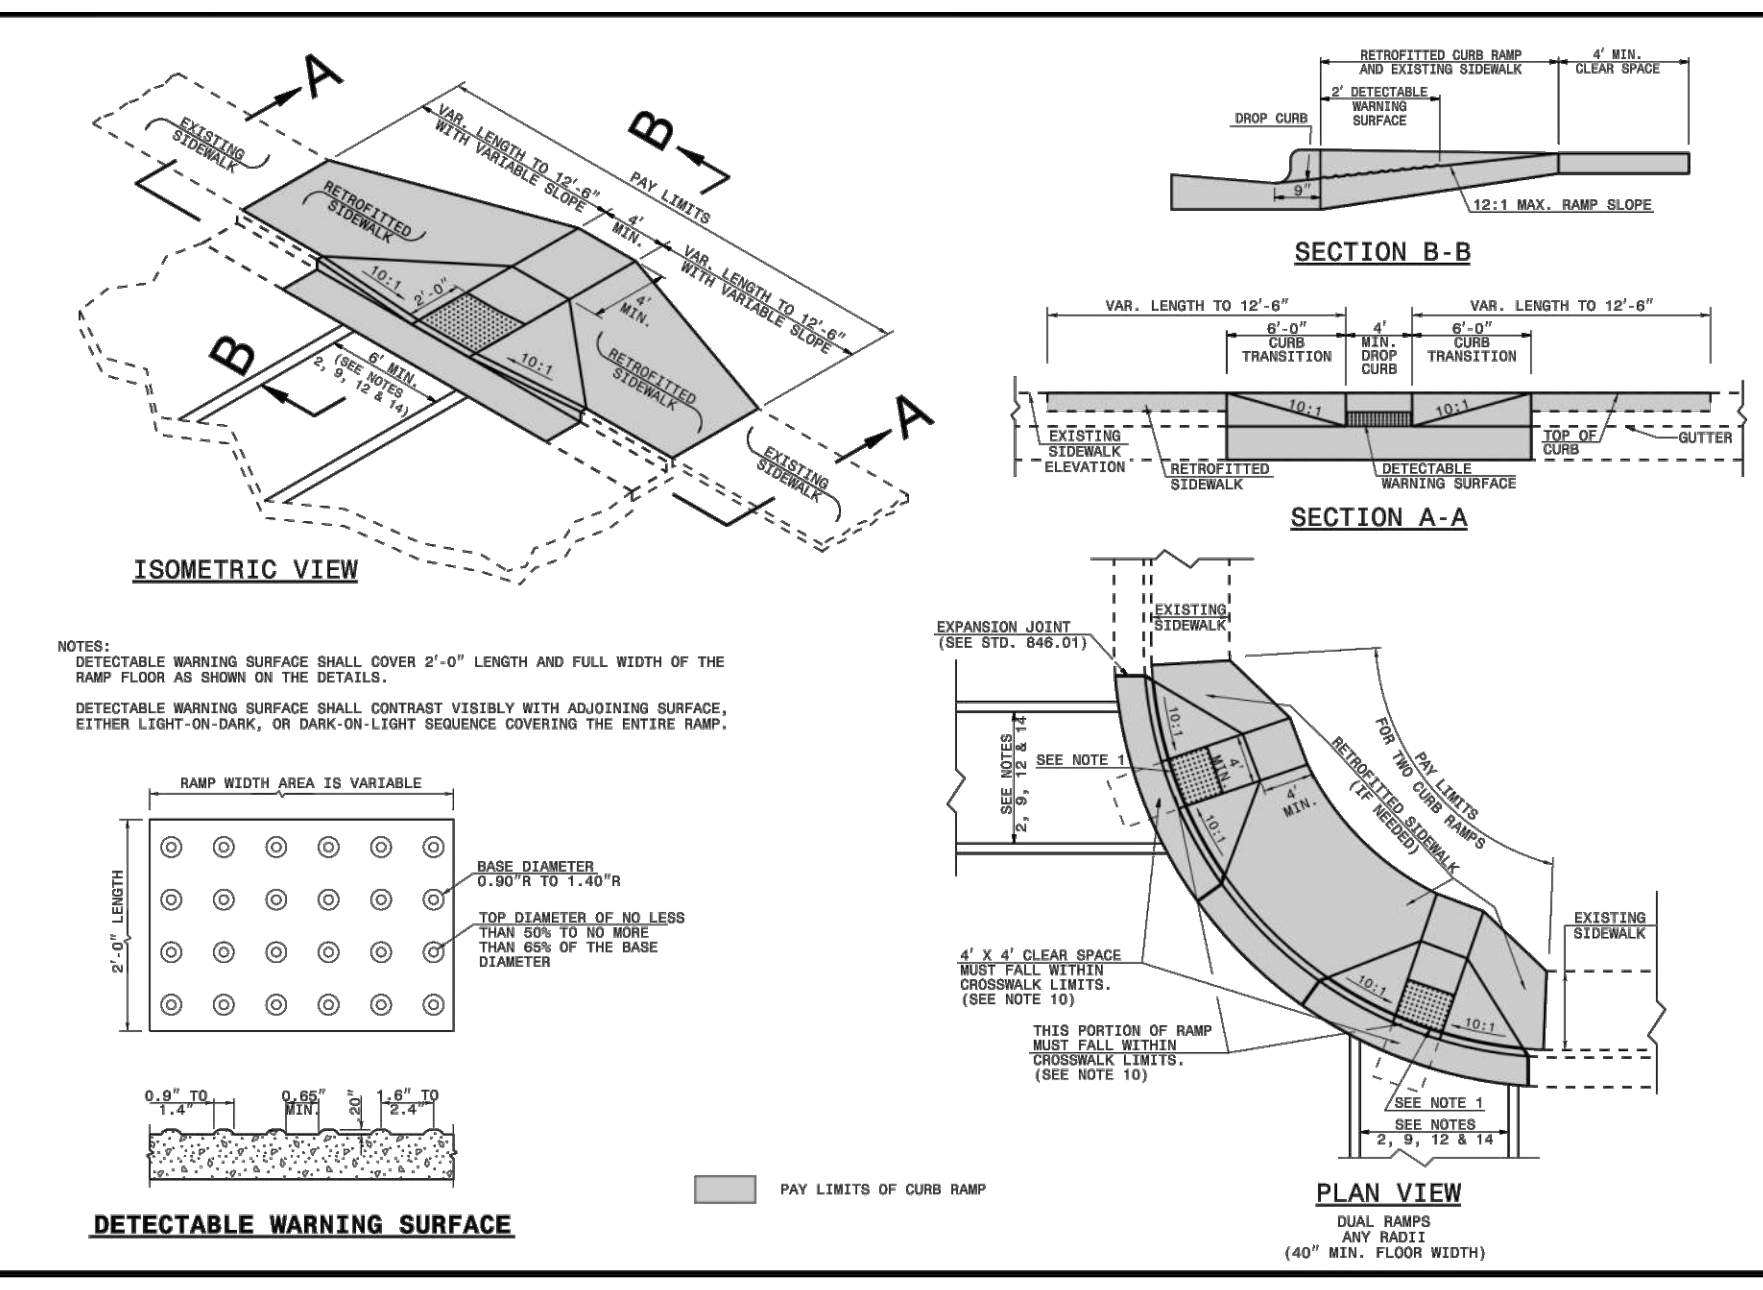 A
EXISTING
SIDEWALK
VAR. LENGTH TO 12'-6"
WITH VARIABLE SLOPE
B
PAY LIMITS
RETROFITTED
SIDEWALK
4'
MIN.
VAR. LENGTH TO 12'-6"
WITH VARIABLE SLOPE
10:1
2'-0"
4'
MIN.
B
6' MIN.
(SEE NOTES
2, 9, 12 & 14)
10:1
RETROFITTED
SIDEWALK
A
EXISTING
SIDEWALK
ISOMETRIC VIEW
RETROFITTED CURB RAMP
AND EXISTING SIDEWALK
4' MIN.
CLEAR SPACE
2' DETECTABLE
WARNING
SURFACE
DROP CURB
9"
12:1 MAX. RAMP SLOPE
SECTION B-B
VAR. LENGTH TO 12'-6"
VAR. LENGTH TO 12'-6"
6'-0"
CURB
TRANSITION
4'
MIN.
DROP
CURB
6'-0"
CURB
TRANSITION
10:1
10:1
EXISTING
SIDEWALK
ELEVATION
RETROFITTED
SIDEWALK
DETECTABLE
WARNING SURFACE
TOP OF
CURB
GUTTER
SECTION A-A
NOTES:
DETECTABLE WARNING SURFACE SHALL COVER 2'-0" LENGTH AND FULL WIDTH OF THE
RAMP FLOOR AS SHOWN ON THE DETAILS.
DETECTABLE WARNING SURFACE SHALL CONTRAST VISIBLY WITH ADJOINING SURFACE,
EITHER LIGHT-ON-DARK, OR DARK-ON-LIGHT SEQUENCE COVERING THE ENTIRE RAMP.
RAMP WIDTH AREA IS VARIABLE
2'-0" LENGTH
BASE DIAMETER
0.90"R TO 1.40"R
TOP DIAMETER OF NO LESS
THAN 50% TO NO MORE
THAN 65% OF THE BASE
DIAMETER
0.9" TO
1.4"
0.65"
MIN.
.20"
1.6" TO
2.4"
DETECTABLE WARNING SURFACE
PAY LIMITS OF CURB RAMP
EXISTING
SIDEWALK
EXPANSION JOINT
(SEE STD. 846.01)
10:1
SEE NOTES
2, 9, 12 & 14
SEE NOTE 1
4'
MIN.
4'
MIN.
10:1
PAY LIMITS
FOR TWO CURB RAMPS
RETROFITTED SIDEWALK
(IF NEEDED)
EXISTING
SIDEWALK
4' X 4' CLEAR SPACE
MUST FALL WITHIN
CROSSWALK LIMITS.
(SEE NOTE 10)
10:1
10:1
THIS PORTION OF RAMP
MUST FALL WITHIN
CROSSWALK LIMITS.
(SEE NOTE 10)
SEE NOTE 1
SEE NOTES
2, 9, 12 & 14
PLAN VIEW
DUAL RAMPS
ANY RADII
(40" MIN. FLOOR WIDTH)